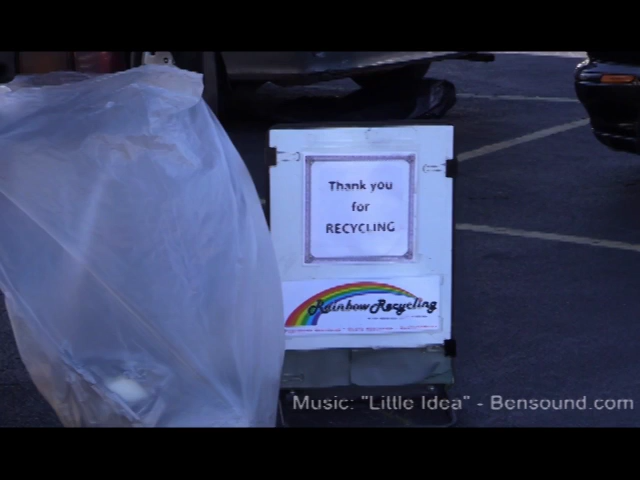 Thank you
for
RECYCLING
Rainbow Recycling
Music: "Little Idea" - Bensound.com